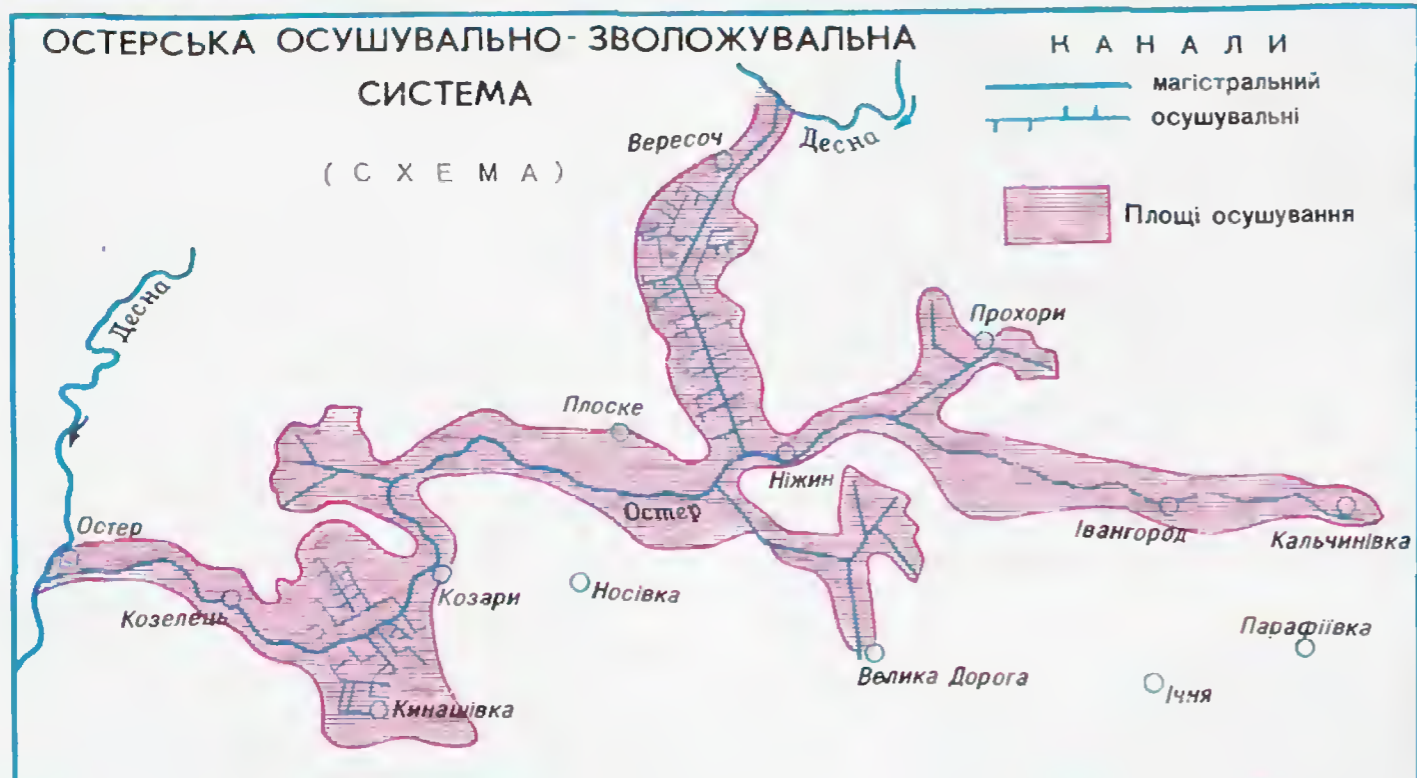 ОСТЕРСЬКА ОСУШУВАЛЬНО-ЗВОЛОЖУВАЛЬНА
СИСТЕМА
(СХЕМА)
КАНАЛИ
магістральний
осушувальні
Площі осушування
Десна
Вересоч
Десна
Прохори
Плоске
Ніжин
Остер
Івангород
Кальчинівка
Остер
Козелець
Козари
Носівка
Парафіївка
Велика Дорога
Ічня
Кинашівка